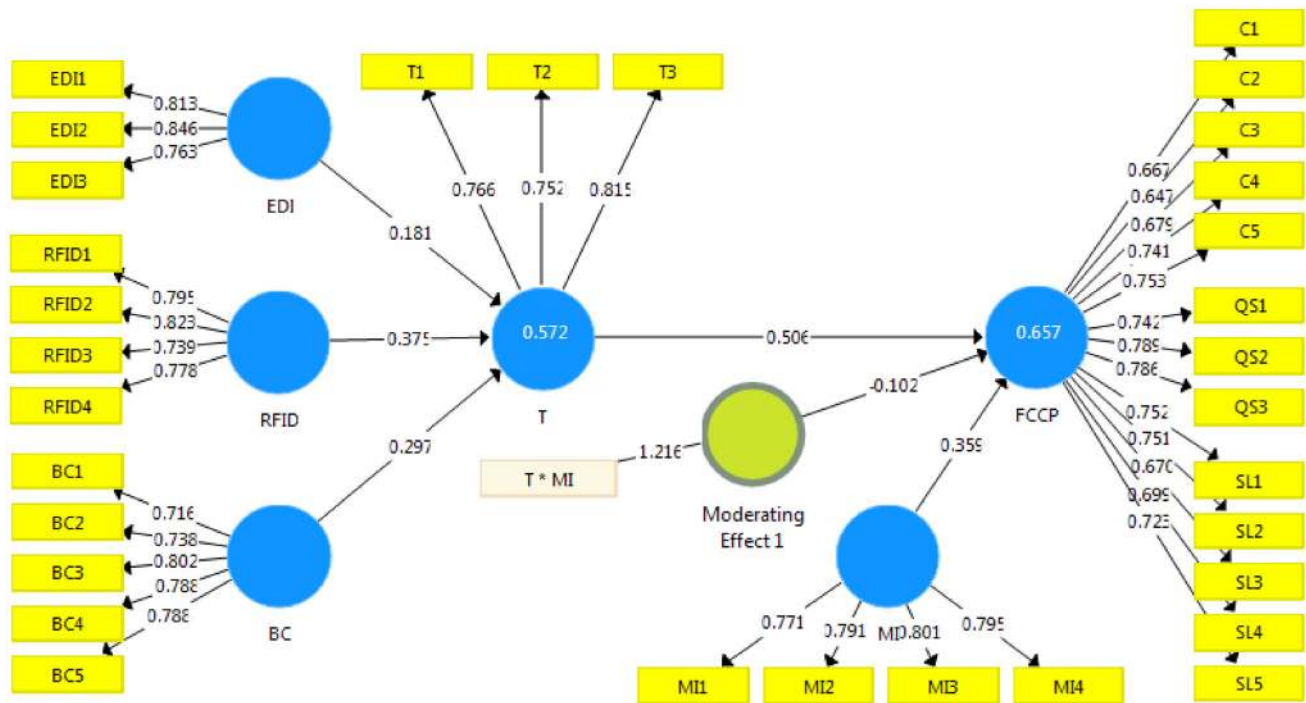 EDI1
EDI2
EDI3
0.813
0.846
0.763
EDI
0.181
RFID1
RFID2
RFID3
RFID4
0.795
0.823
0.739
0.778
RFID
0.375
BC1
BC2
BC3
BC4
BC5
0.716
0.738
0.802
0.788
0.788
BC
0.297
T1
T2
T3
0.766
0.752
0.815
0.572
T
0.506
T * MI
1.216
Moderating
Effect 1
-0.102
0.359
MI
0.771
0.791
0.801
0.795
MI1
MI2
MI3
MI4
0.657
FCCP
0.667
0.647
0.679
0.741
0.753
0.742
0.789
0.786
0.752
0.751
0.670
0.699
0.723
C1
C2
C3
C4
C5
QS1
QS2
QS3
SL1
SL2
SL3
SL4
SL5